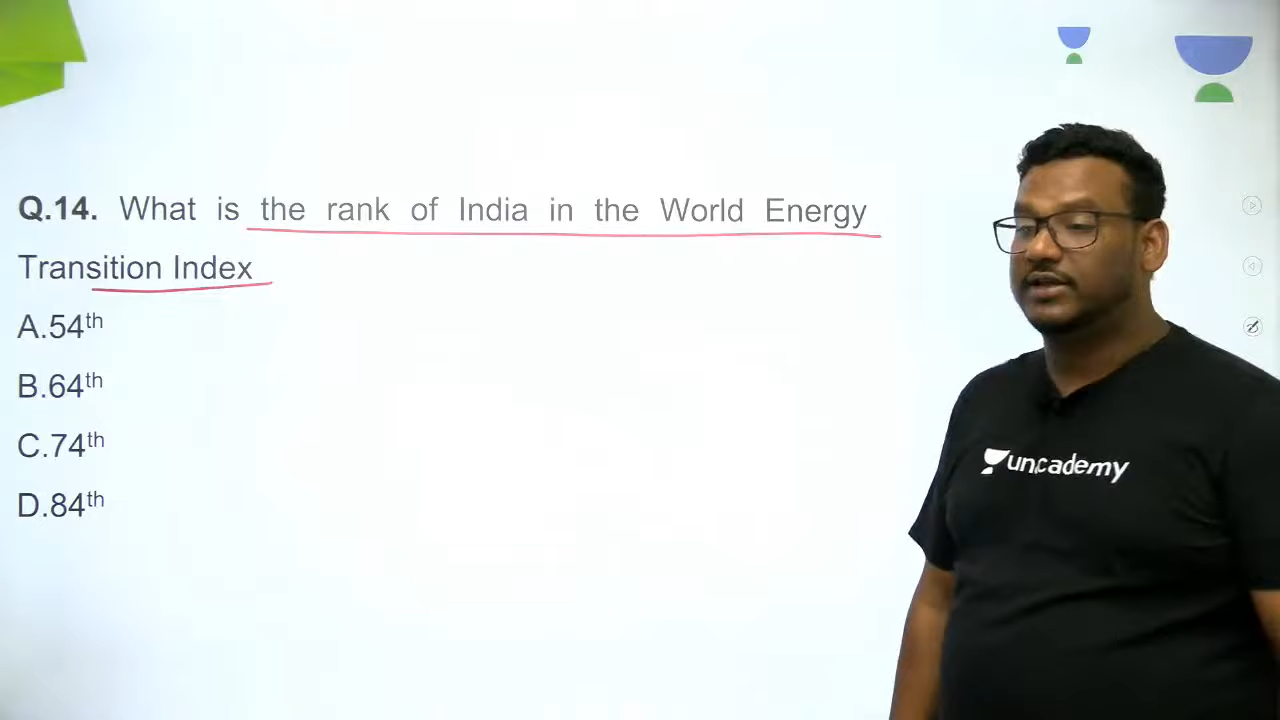 Q.14. What is the rank of India in the World Energy
Transition Index
A.54th
B.64th
C.74th
D.84th
unacademy